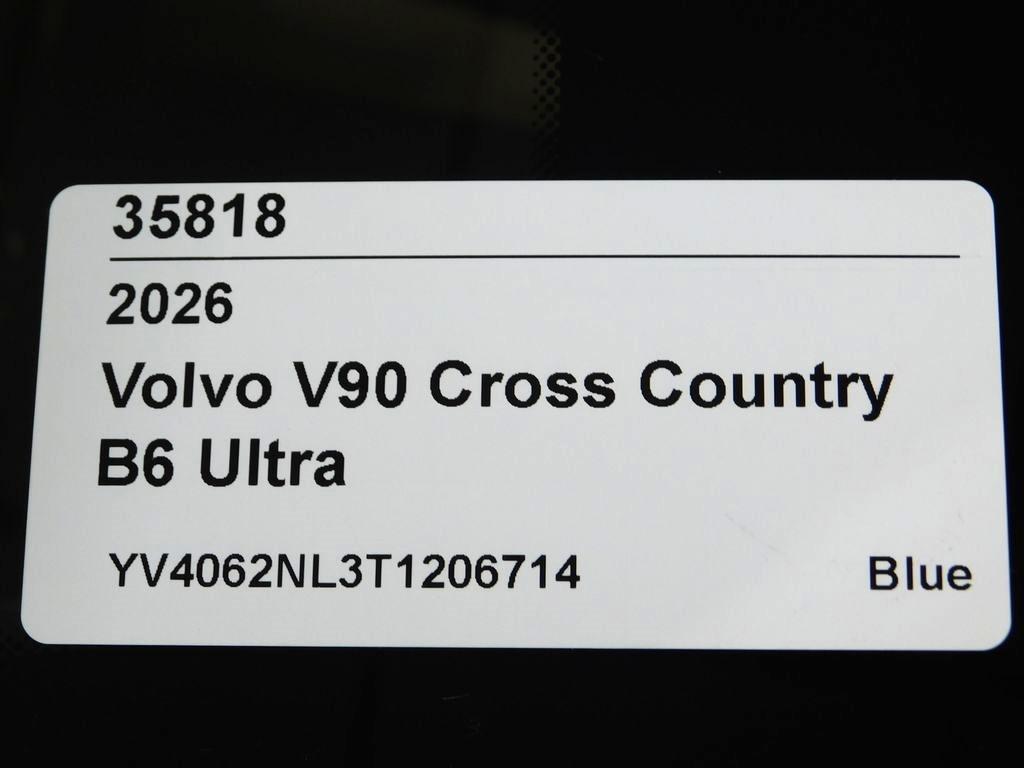 35818
2026
Volvo V90 Cross Country
B6 Ultra
YV4062NL3T1206714 Blue